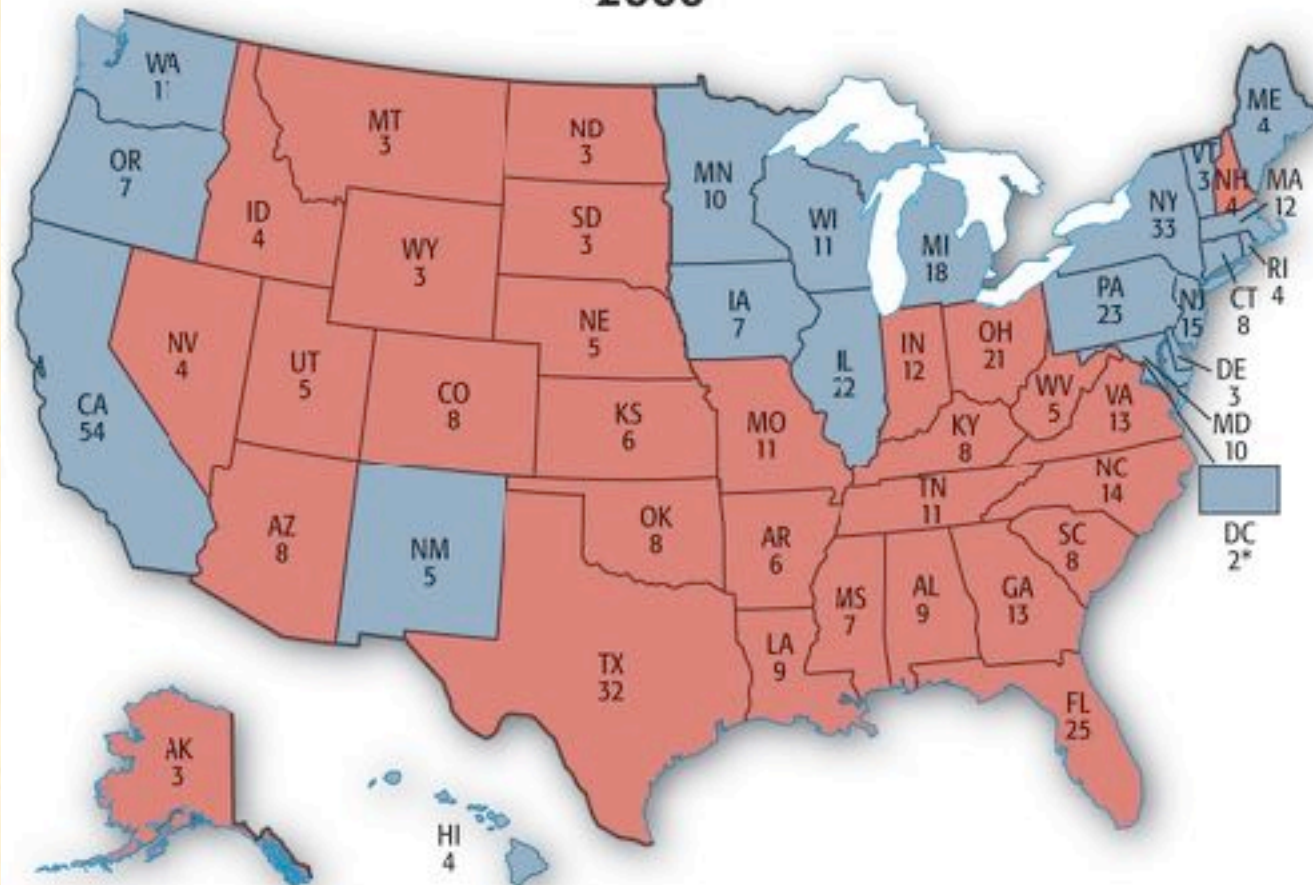 WA
11
OR
7
CA
54
ID
4
NV
4
MT
3
WY
3
UT
5
CO
8
AZ
8
NM
5
ND
3
SD
3
NE
5
KS
6
OK
8
TX
32
MN
10
IA
7
MO
11
AR
6
LA
9
WI
11
IL
22
MI
18
IN
12
OH
21
KY
8
TN
11
MS
7
AL
9
GA
13
FL
25
SC
8
NC
14
VA
13
WV
5
PA
23
NY
33
VT
3
NH
4
ME
4
MA
12
RI
4
CT
8
NJ
15
DE
3
MD
10
DC
2*
AK
3
HI
4